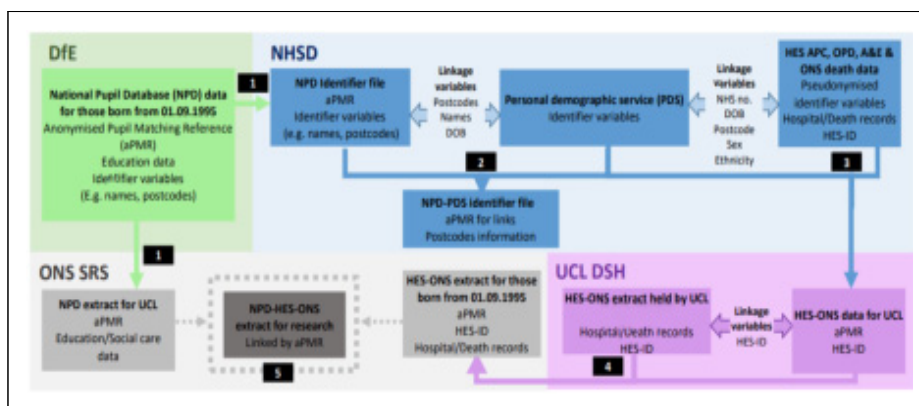 DfE
National Pupil Database (NPD) data
for those born from 01.09.1995
Anonymised Pupil Matching Reference
(aPMR)
Education data
Identifier variables
(E.g. names, postcodes)
1
NHSD
NPD Identifier file
aPMR
Identifier variables
(e.g. names, postcodes)
Linkage
variables
Postcodes
Names
DOB
2
Personal demographic service (PDS)
Identifier variables
Linkage
variables
NHS no.
DOB
Postcode
Sex
Ethnicity
HES APC, OPD, A&E &
ONS death data
Pseudonymised
identifier variables
Hospital/Death records
HES-ID
3
NPD-PDS identifier file
aPMR for links
Postcodes information
1
ONS SRS
NPD extract for UCL
aPMR
Education/Social care
data
NPD-HES-ONS
extract for research
Linked by aPMR
5
HES-ONS extract for those
born from 01.09.1995
aPMR
HES-ID
Hospital/Death records
UCL DSH
HES-ONS extract held by UCL
Hospital/Death records
HES-ID
4
Linkage
variables
HES-ID
HES-ONS data for UCL
aPMR
HES-ID